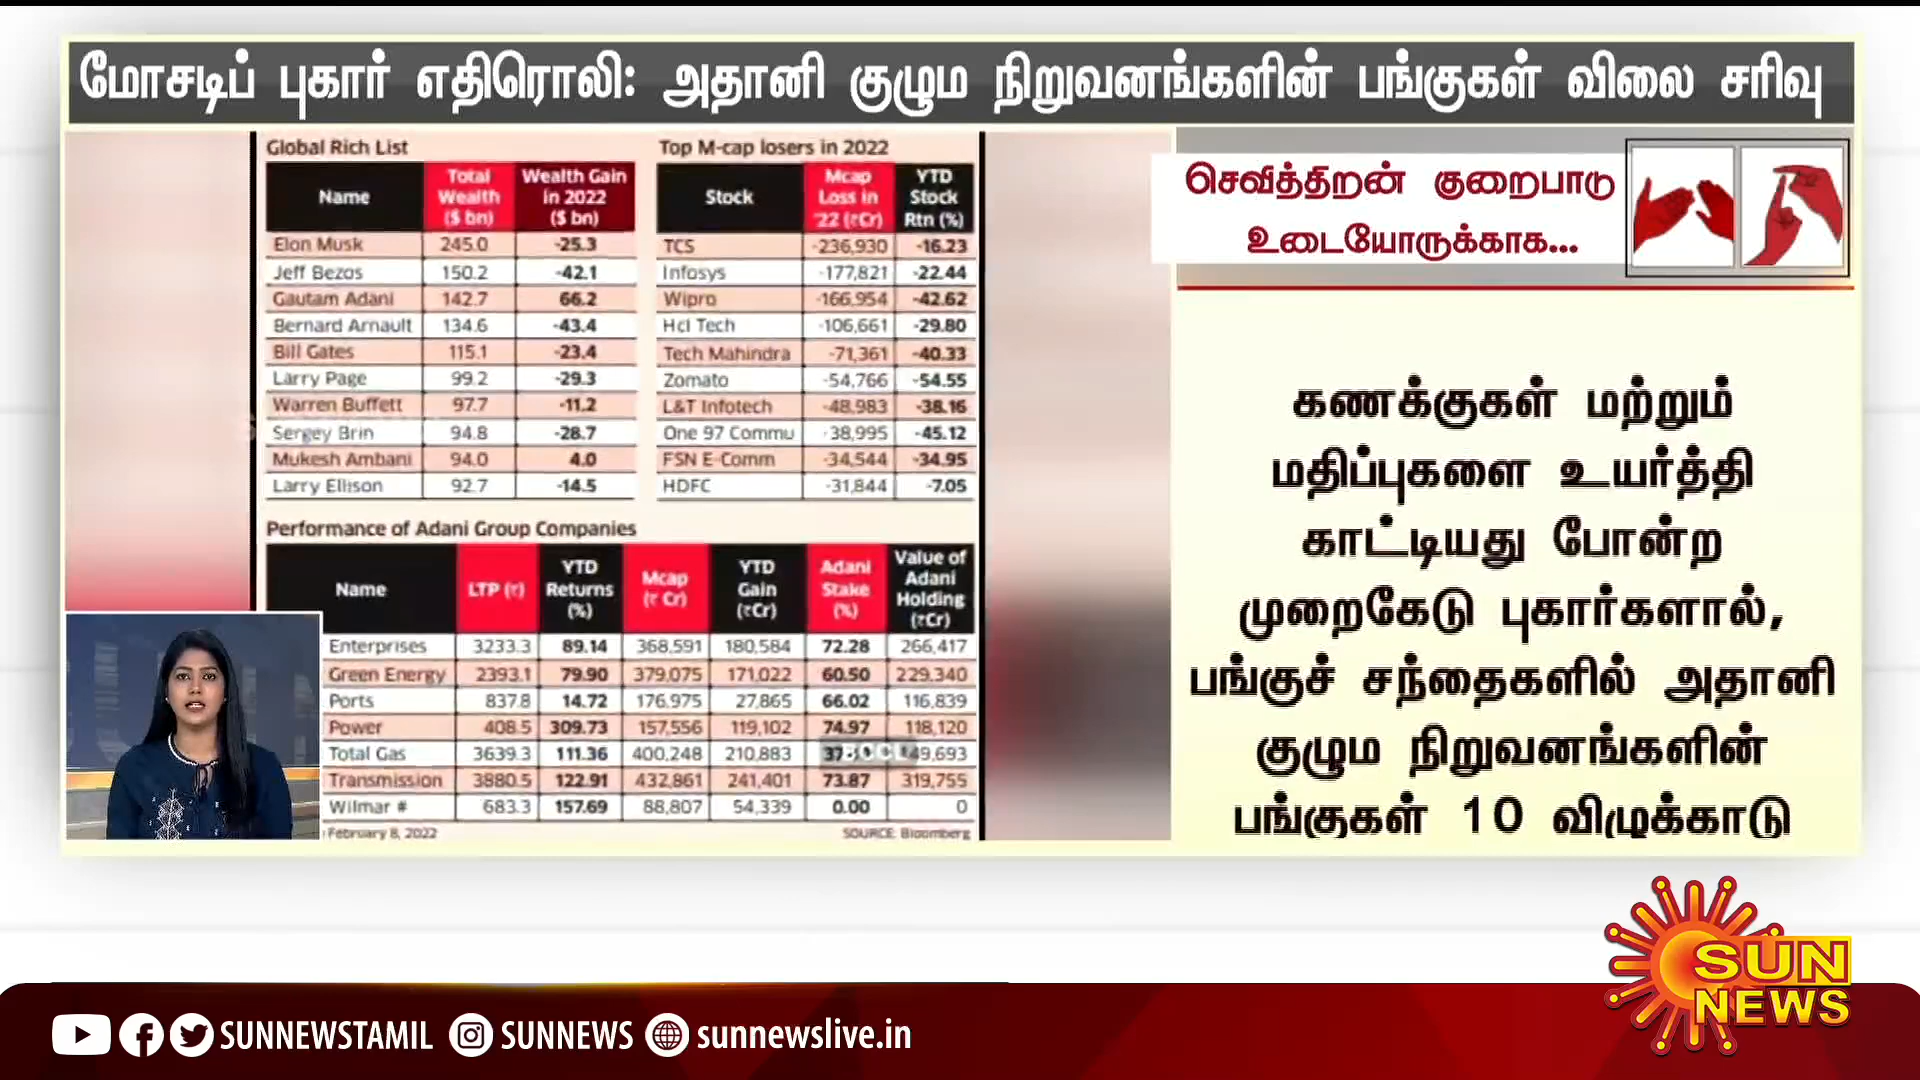 மோசடிப் புகார் எதிரொலி: அதானி குழும நிறுவனங்களின் பங்குகள் விலை சரிவு
Global Rich List
Name Total Wealth ($ bn) Wealth Gain in 2022 ($ bn)
Elon Musk 245.0 -25.3
Jeff Bezos 150.2 -42.1
Gautam Adani 142.7 66.2
Bernard Arnault 134.6 -43.4
Bill Gates 115.1 -23.4
Larry Page 99.2 -29.3
Warren Buffett 97.7 -11.2
Sergey Brin 94.8 -28.7
Mukesh Ambani 94.0 4.0
Larry Ellison 92.7 -14.5
Top M-cap losers in 2022
Stock Mcap Loss in '22 (₹Cr) YTD Stock Rtn (%)
TCS -236,930 -16.23
Infosys -177,821 -22.44
Wipro -166,954 -42.62
Hcl Tech -106,661 -29.80
Tech Mahindra -71,361 -40.33
Zomato -54,766 -54.55
L&T Infotech -48,983 -38.16
One 97 Commu -38,995 -45.12
FSN E-Comm -34,544 -34.95
HDFC -31,844 -7.05
Performance of Adani Group Companies
Name LTP (₹) YTD Returns (%) Mcap (₹ Cr) YTD Gain (₹Cr) Adani Stake (%) Value of Adani Holding (₹Cr)
Enterprises 3233.3 89.14 368,591 180,584 72.28 266,417
Green Energy 2393.1 79.90 379,075 171,022 60.50 229,340
Ports 837.8 14.72 176,975 27,865 66.02 116,839
Power 408.5 309.73 157,556 119,102 74.97 118,120
Total Gas 3639.3 111.36 400,248 210,883
Transmission 3880.5 122.91 432,861 241,401 73.87 319,755
Wilmar # 683.3 157.69 88,807 54,339 0.00 0
February 8, 2022 SOURCE: Bloomberg
செவித்திறன் குறைபாடு
உடையோருக்காக...
கணக்குகள் மற்றும்
மதிப்புகளை உயர்த்தி
காட்டியது போன்ற
முறைகேடு புகார்களால்,
பங்குச் சந்தைகளில் அதானி
குழும நிறுவனங்களின்
பங்குகள் 10 விழுக்காடு
SUN
NEWS
SUNNEWSTAMIL SUNNEWS sunnewslive.in